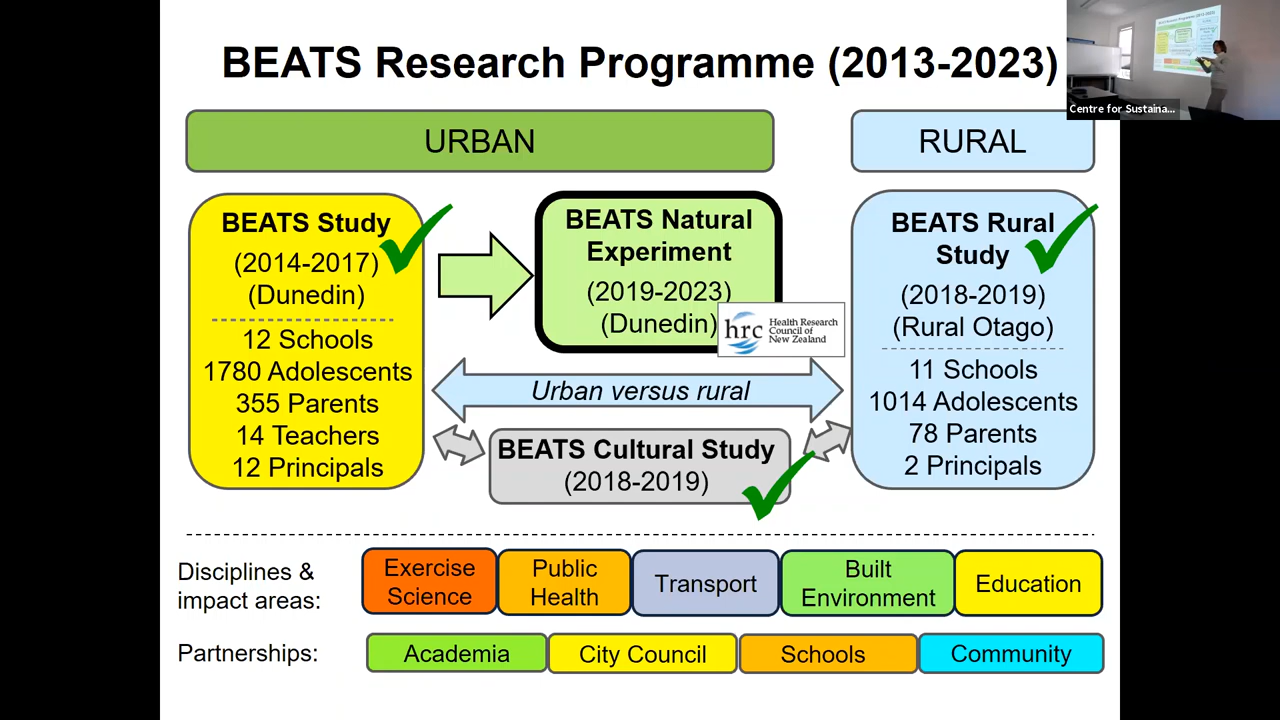 BEATS Research Programme (2013-2023)
Centre for Sustaina...
URBAN
RURAL
BEATS Study
(2014-2017)
(Dunedin)
12 Schools
1780 Adolescents
355 Parents
14 Teachers
12 Principals
BEATS Natural
Experiment
(2019-2023)
(Dunedin)
hrc
Health Research
Council of
New Zealand
BEATS Rural
Study
(2018-2019)
(Rural Otago)
11 Schools
1014 Adolescents
78 Parents
2 Principals
Urban versus rural
BEATS Cultural Study
(2018-2019)
Disciplines &
impact areas:
Exercise
Science
Public
Health
Transport
Built
Environment
Education
Partnerships:
Academia
City Council
Schools
Community